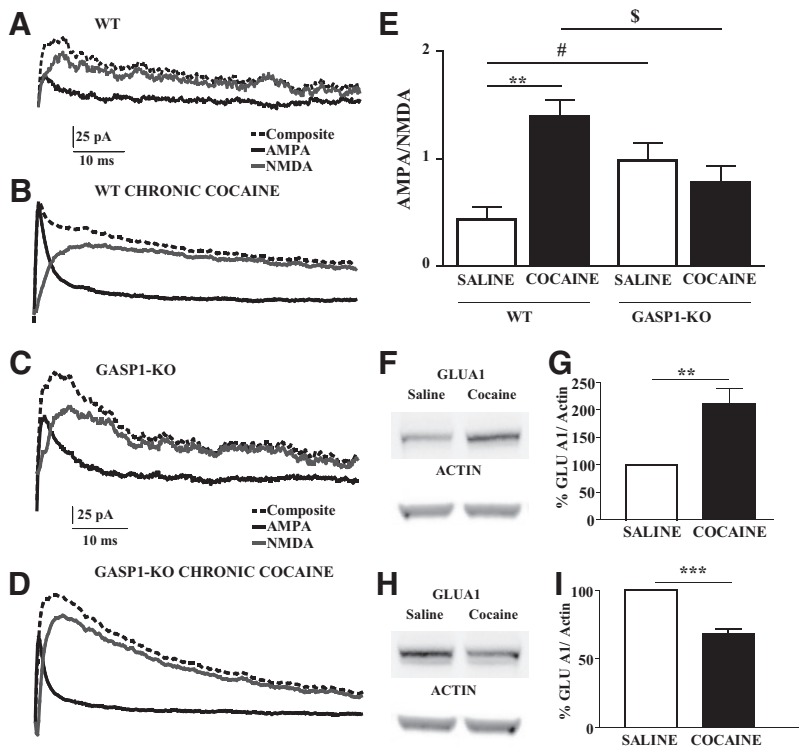 A
WT
25 pA
10 ms
Composite
AMPA
NMDA
B
WT CHRONIC COCAINE
C
GASP1-KO
25 pA
10 ms
Composite
AMPA
NMDA
D
GASP1-KO CHRONIC COCAINE
E
$
#
**
2
1
0
AMPA/NMDA
SALINE COCAINE SALINE COCAINE
WT GASP1-KO
F
GLUA1
Saline Cocaine
ACTIN
G
**
250
200
150
100
50
0
% GLU A1/ Actin
SALINE COCAINE
H
GLUA1
Saline Cocaine
ACTIN
I
***
100
50
0
% GLU A1/ Actin
SALINE COCAINE